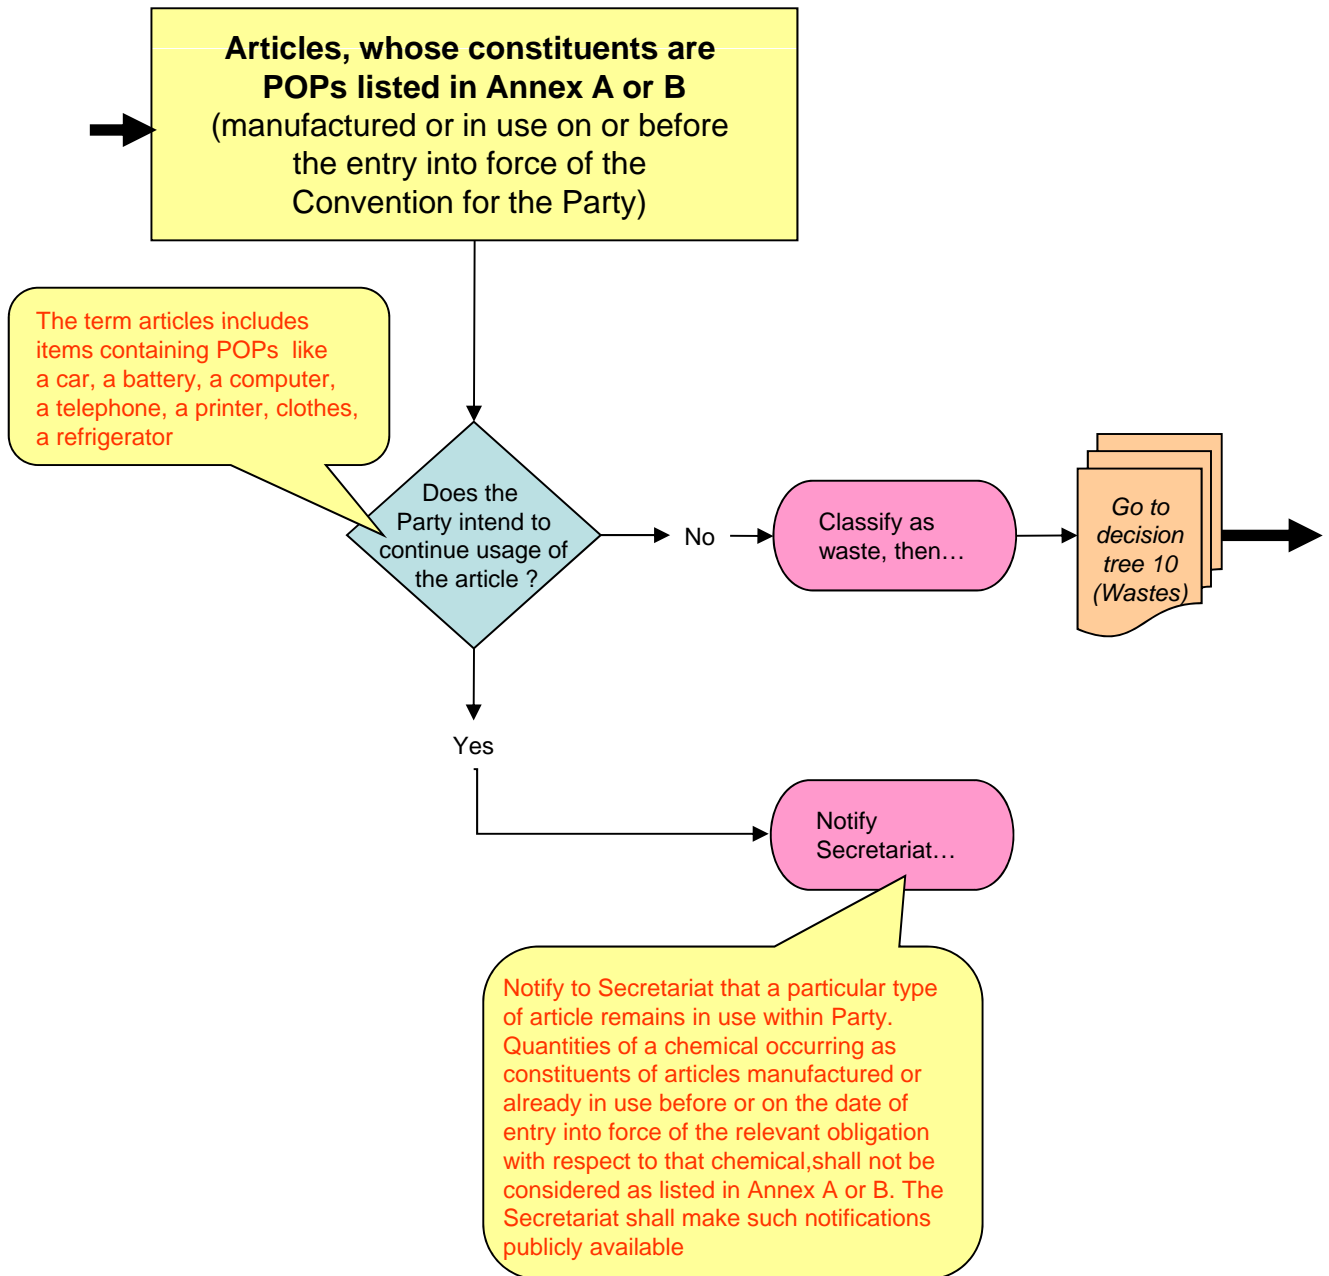 Articles, whose constituents are
POPs listed in Annex A or B
(manufactured or in use on or before
the entry into force of the
Convention for the Party)
The term articles includes
items containing POPs  like
a car, a battery, a computer,
a telephone, a printer, clothes,
a refrigerator
Does the
Party intend to
continue usage of
the article ?
No
Classify as
waste, then…
Go to
decision
tree 10
(Wastes)
Yes
Notify
Secretariat…
Notify to Secretariat that a particular type
of article remains in use within Party.
Quantities of a chemical occurring as
constituents of articles manufactured or
already in use before or on the date of
entry into force of the relevant obligation
with respect to that chemical,shall not be
considered as listed in Annex A or B. The
Secretariat shall make such notifications
publicly available